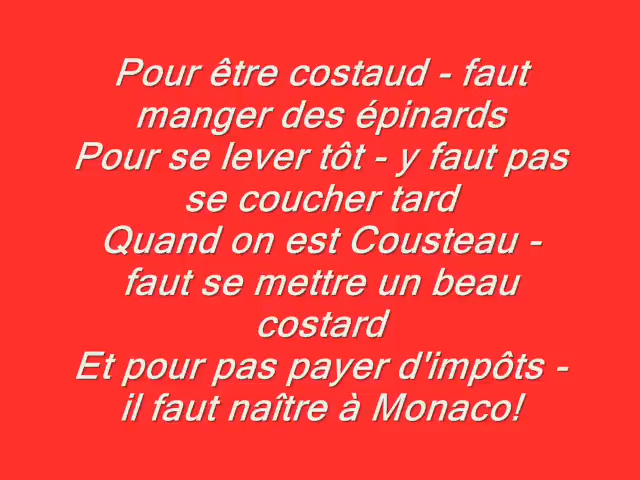 Pour être costaud - faut
manger des épinards
Pour se lever tôt - y faut pas
se coucher tard
Quand on est Cousteau -
faut se mettre un beau
costard
Et pour pas payer d'impôts -
il faut naître à Monaco!